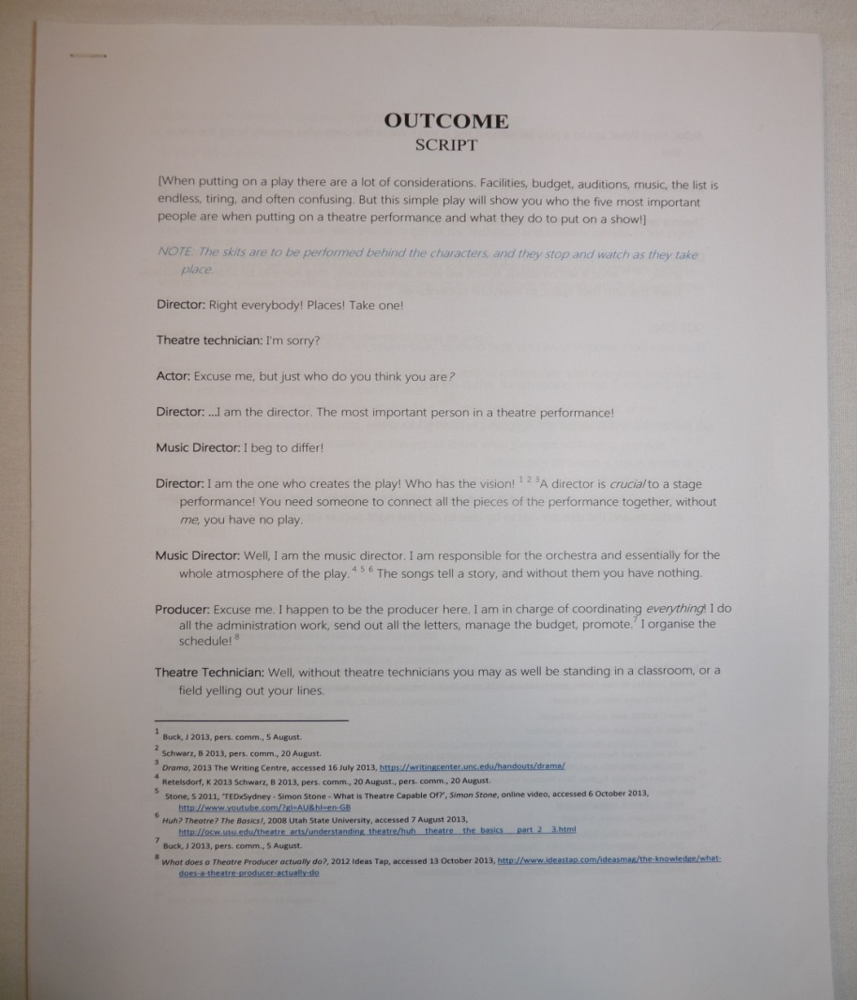 OUTCOME
SCRIPT
[When putting on a play there are a lot of considerations. Facilities, budget, auditions, music, the list is
endless, tiring, and often confusing. But this simple play will show you who the five most important
people are when putting on a theatre performance and what they do to put on a show!]
NOTE: The skits are to be performed behind the characters, and they stop and watch as they take
place.
Director: Right everybody! Places! Take one!
Theatre technician: I'm sorry?
Actor: Excuse me, but just who do you think you are?
Director: ...I am the director. The most important person in a theatre performance!
Music Director: I beg to differ!
Director: I am the one who creates the play! Who has the vision! 1 2 3 A director is crucial to a stage
performance! You need someone to connect all the pieces of the performance together, without
me, you have no play.
Music Director: Well, I am the music director. I am responsible for the orchestra and essentially for the
whole atmosphere of the play. 4 5 6 The songs tell a story, and without them you have nothing.
Producer: Excuse me. I happen to be the producer here. I am in charge of coordinating everything! I do
all the administration work, send out all the letters, manage the budget, promote.7 I organise the
schedule! 8
Theatre Technician: Well, without theatre technicians you may as well be standing in a classroom, or a
field yelling out your lines.
1 Buck, J 2013, pers. comm., 5 August.
2 Schwarz, B 2013, pers. comm., 20 August.
3 Drama, 2013 The Writing Centre, accessed 16 July 2013, https://writingcenter.unc.edu/handouts/drama/
4 Retelsdorf, K 2013 Schwarz, B 2013, pers. comm., 20 August., pers. comm., 20 August.
5 Stone, S 2011, 'TEDxSydney - Simon Stone - What is Theatre Capable Of?', Simon Stone, online video, accessed 6 October 2013,
http://www.youtube.com/?gl=AU&hl=en-GB
6 Huh? Theatre? The Basics!, 2008 Utah State University, accessed 7 August 2013,
http://ocw.usu.edu/theatre_arts/understanding_theatre/huh__theatre__the_basics___part_2__3.html
7 Buck, J 2013, pers. comm., 5 August.
8 What does a Theatre Producer actually do?, 2012 Ideas Tap, accessed 13 October 2013, http://www.ideastap.com/ideasmag/the-knowledge/what-
does-a-theatre-producer-actually-do